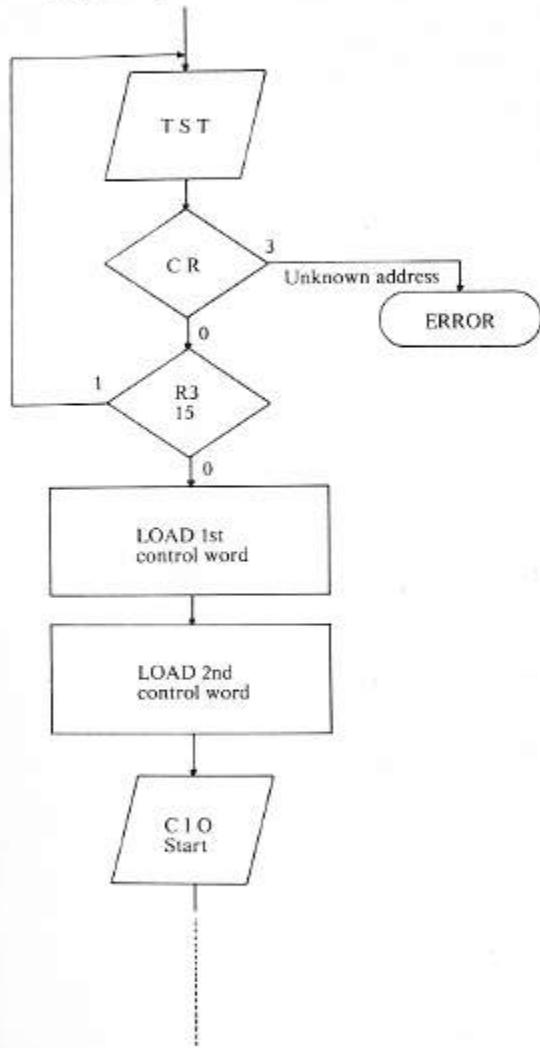 T S T
C R
3
Unknown address
ERROR
0
1
R3
15
0
LOAD 1st
control word
LOAD 2nd
control word
C I O
Start